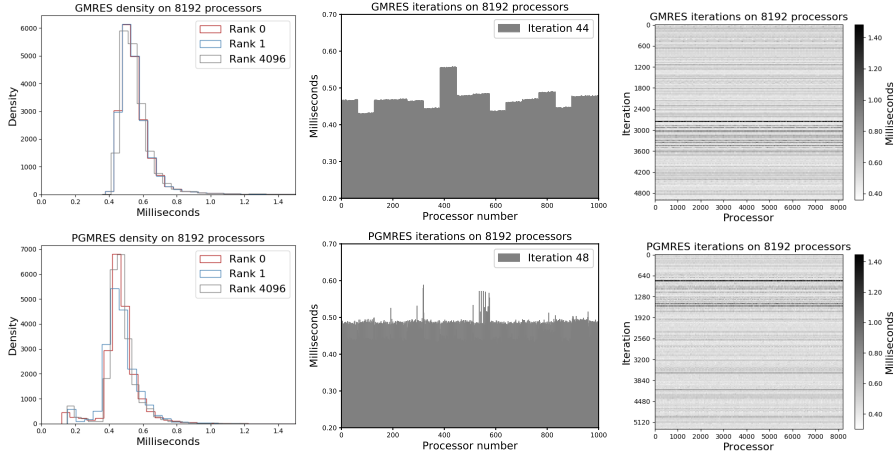 GMRES density on 8192 processors
Density
6000
5000
4000
3000
2000
1000
0
Rank 0
Rank 1
Rank 4096
0.0 0.2 0.4 0.6 0.8 1.0 1.2 1.4
Milliseconds
GMRES iterations on 8192 processors
Milliseconds
0.70
0.60
0.50
0.40
0.30
0.20
Iteration 44
0 200 400 600 800 1000
Processor number
GMRES iterations on 8192 processors
Iteration
0
600
1200
1800
2400
3000
3600
4200
4800
0 1000 2000 3000 4000 5000 6000 7000 8000
Processor
1.40
1.20
1.00
0.80
0.60
0.40
Milliseconds
PGMRES density on 8192 processors
Density
7000
6000
5000
4000
3000
2000
1000
0
Rank 0
Rank 1
Rank 4096
0.0 0.2 0.4 0.6 0.8 1.0 1.2 1.4
Milliseconds
PGMRES iterations on 8192 processors
Milliseconds
0.70
0.60
0.50
0.40
0.30
0.20
Iteration 48
0 200 400 600 800 1000
Processor number
PGMRES iterations on 8192 processors
Iteration
0
640
1280
1920
2560
3200
3840
4480
5120
0 1000 2000 3000 4000 5000 6000 7000 8000
Processor
1.40
1.20
1.00
0.80
0.60
0.40
Milliseconds